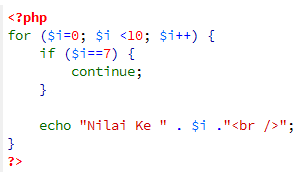 <?php
for ($i=0; $i <10; $i++) {
    if ($i==7) {
        continue;
    }

    echo "Nilai Ke " . $i ."<br />";
}
?>